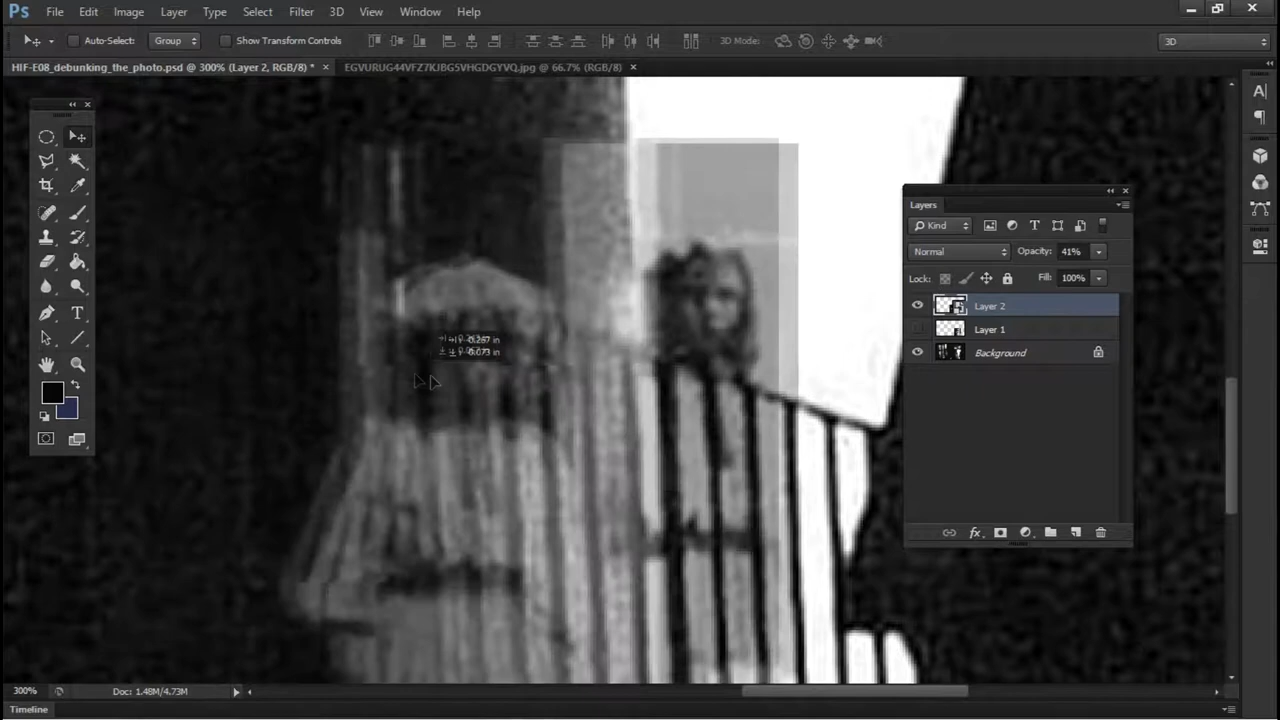 Ps File Edit Image Layer Type Select Filter 3D View Window Help
Auto-Select: Group Show Transform Controls 3D Mode: 3D
HIF-E08_debunking_the_photo.psd @ 300% (Layer 2, RGB/8) * × EGVURUG44VFZ7KJBG5VHGDGYVQ.jpg @ 66.7% (RGB/8) ×
Layers
Kind
Normal Opacity: 41%
Lock: Fill: 100%
Layer 2
Layer 1
Background
300% Doc: 1.48M/4.73M
Timeline